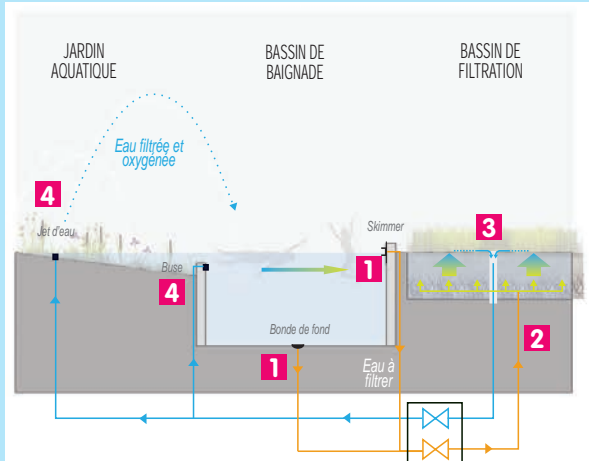 JARDIN
AQUATIQUE
BASSIN DE
BAIGNADE
BASSIN DE
FILTRATION
Eau filtrée et
oxygénée
4
Jet d'eau
Skimmer
3
Buse
4
1
Bonde de fond
1
Eau à
filtrer
2